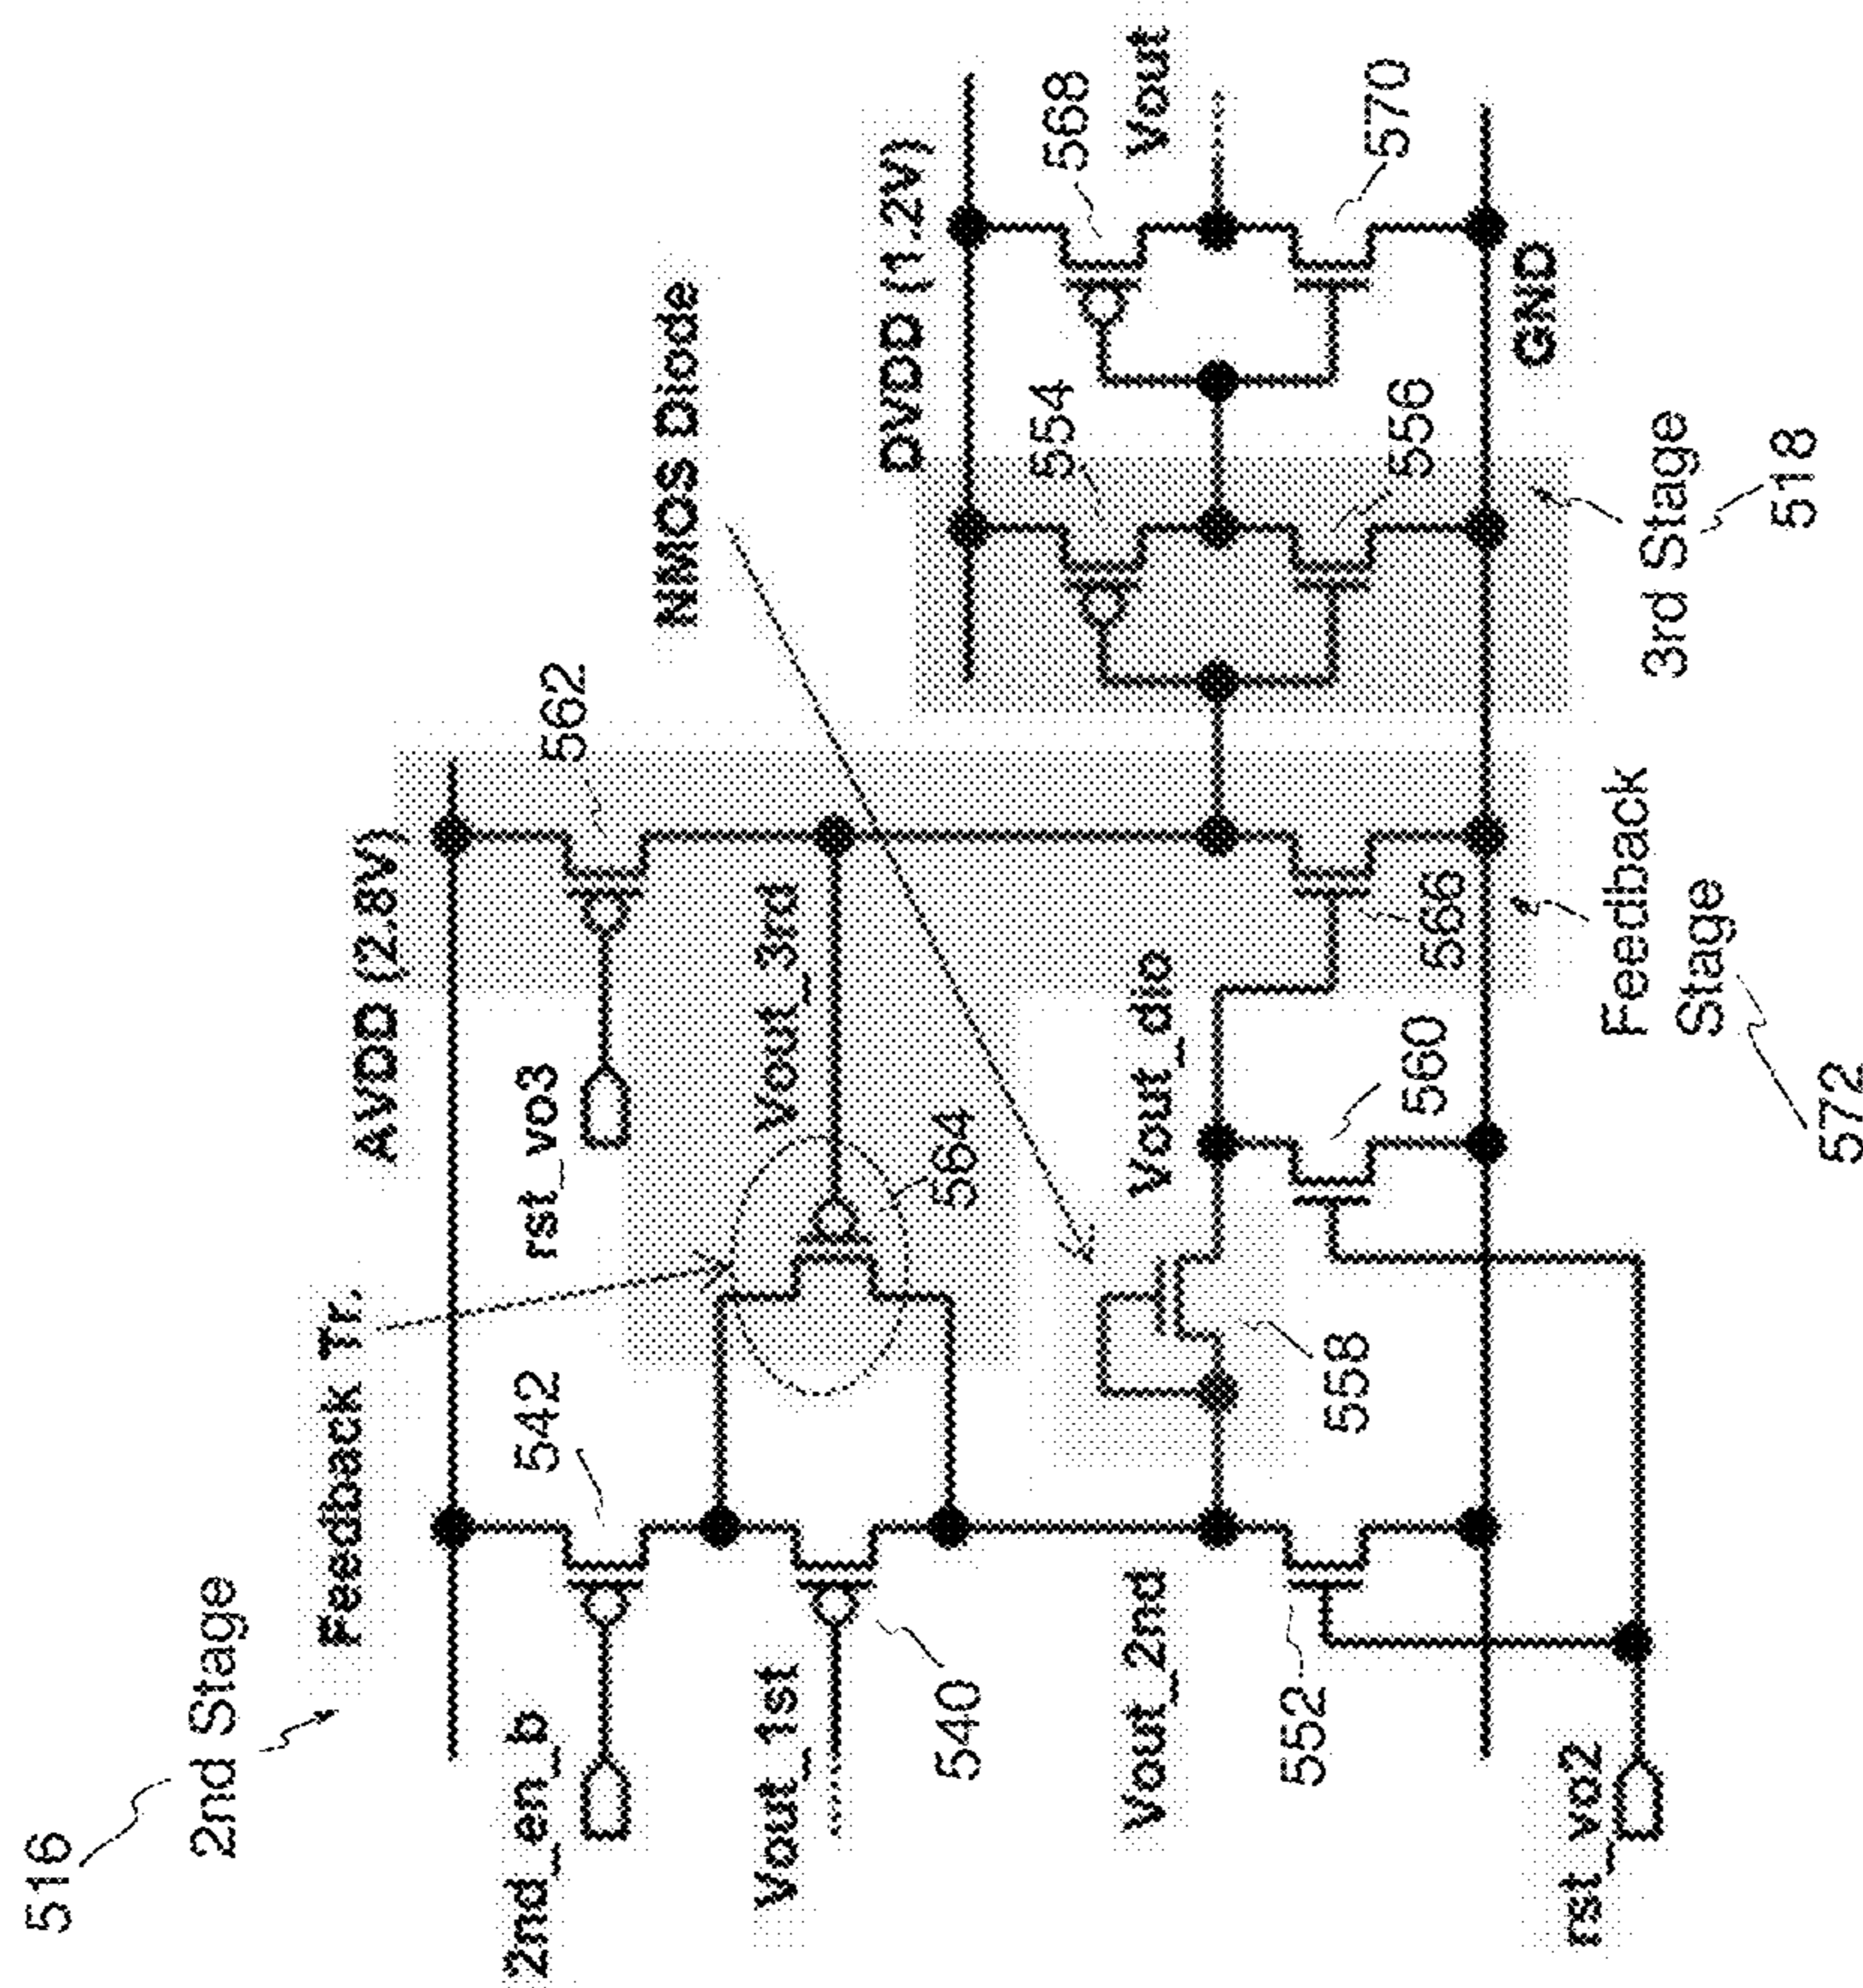 516
2nd Stage
Feedback Tr.
AVDD (2.8V)
2nd_en_b
542
rst_vo3
562
NMOS Diode
Vout_1st
540
Vout_3rd
564
DVDD (1.2V)
Vout_2nd
558
Vout_dio
554
568
Vout
552
560
566
556
570
GND
rst_vo2
Feedback
Stage
572
3rd Stage
518